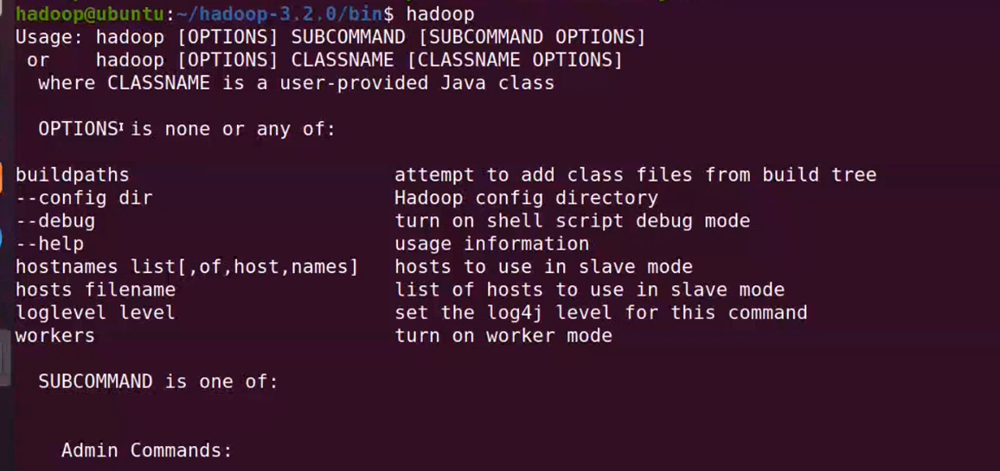 hadoop@ubuntu:~/hadoop-3.2.0/bin$ hadoop
Usage: hadoop [OPTIONS] SUBCOMMAND [SUBCOMMAND OPTIONS]
or hadoop [OPTIONS] CLASSNAME [CLASSNAME OPTIONS]
where CLASSNAME is a user-provided Java class
OPTIONS is none or any of:
buildpaths attempt to add class files from build tree
--config dir Hadoop config directory
--debug turn on shell script debug mode
--help usage information
hostnames list[,of,host,names] hosts to use in slave mode
hosts filename list of hosts to use in slave mode
loglevel level set the log4j level for this command
workers turn on worker mode
SUBCOMMAND is one of:
Admin Commands: